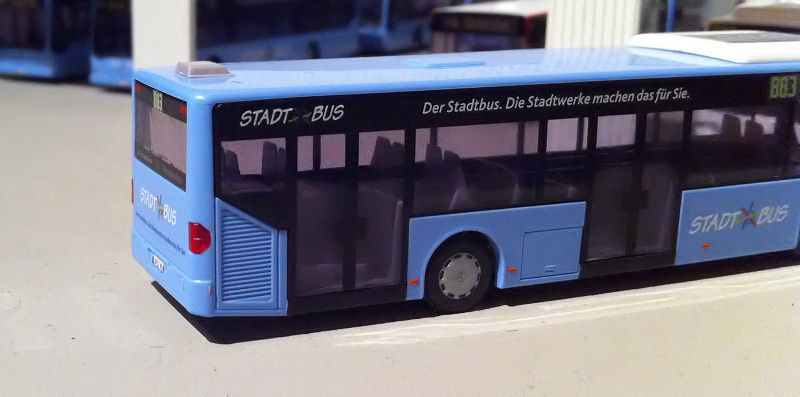 STADT BUS
Der Stadtbus. Die Stadtwerke machen das für Sie.
883
883
STADT BUS
STADT BUS